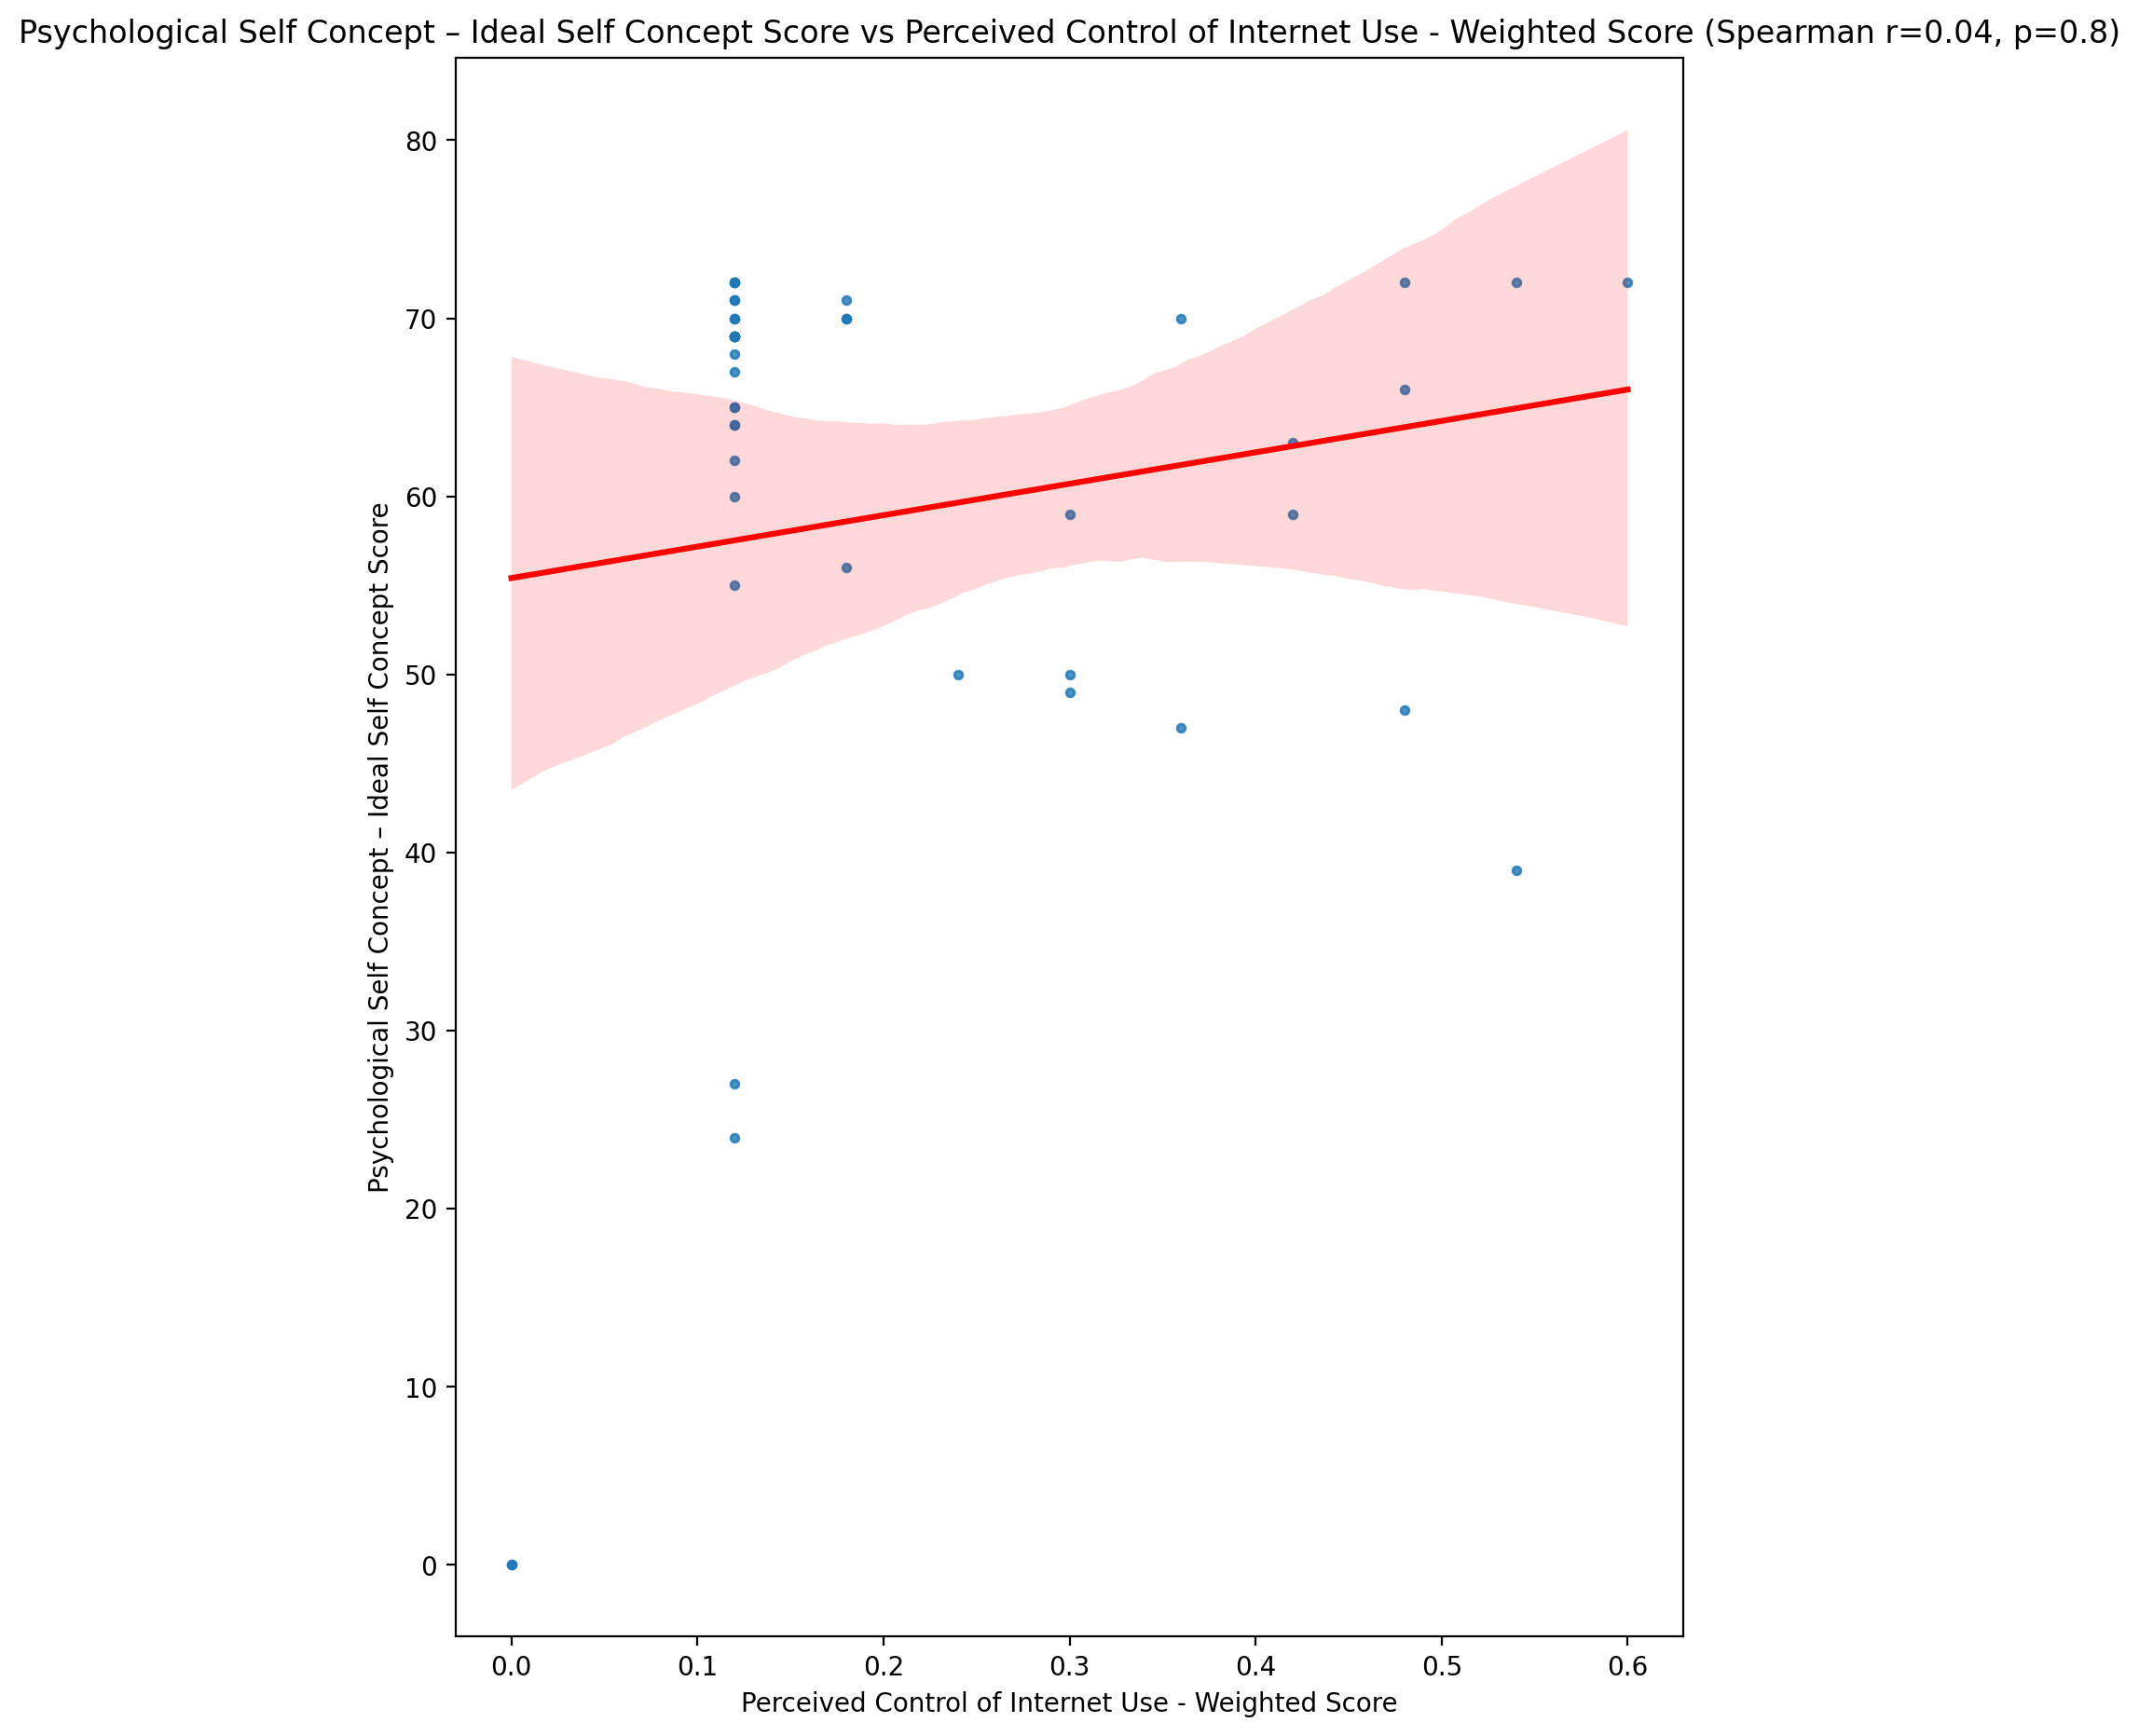 Psychological Self Concept – Ideal Self Concept Score vs Perceived Control of Internet Use - Weighted Score (Spearman r=0.04, p=0.8)
Psychological Self Concept – Ideal Self Concept Score
80
70
60
50
40
30
20
10
0
0.0 0.1 0.2 0.3 0.4 0.5 0.6
Perceived Control of Internet Use - Weighted Score